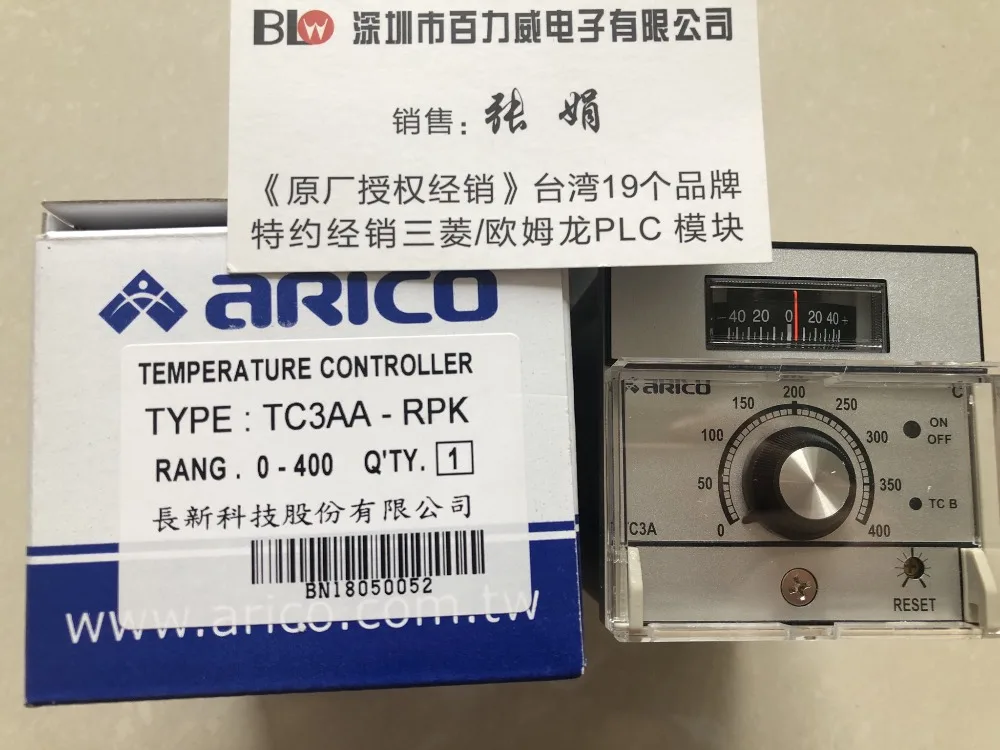 BLW 深圳市百力威电子有限公司
销售：张 娟
《原厂授权经销》台湾19个品牌
特约经销三菱/欧姆龙PLC 模块
ARICO
TEMPERATURE CONTROLLER
TYPE : TC3AA - RPK
RANG . 0 - 400 Q'TY. 1
長新科技股份有限公司
BN18050052
www.arico.com.tw
- 40 20 0 20 40 +
ARICO
C
0 50 100 150 200 250 300 350 400
ON
OFF
TC B
TC3A
RESET